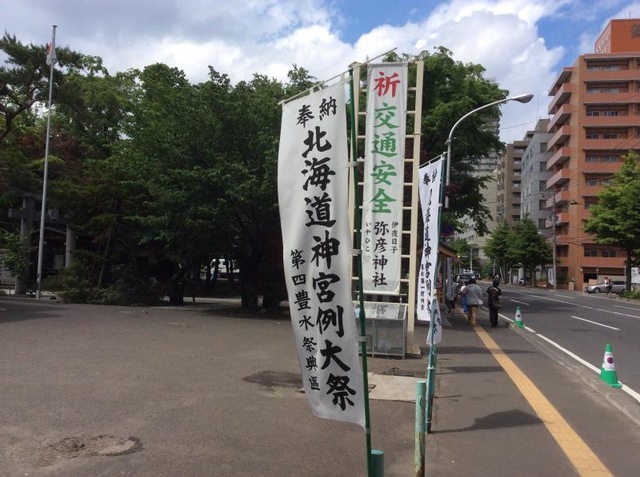 奉納
北海道神宮例大祭
第四豊水祭典區
祈
交通安全
伊夜日子
いやひこ
弥彦神社